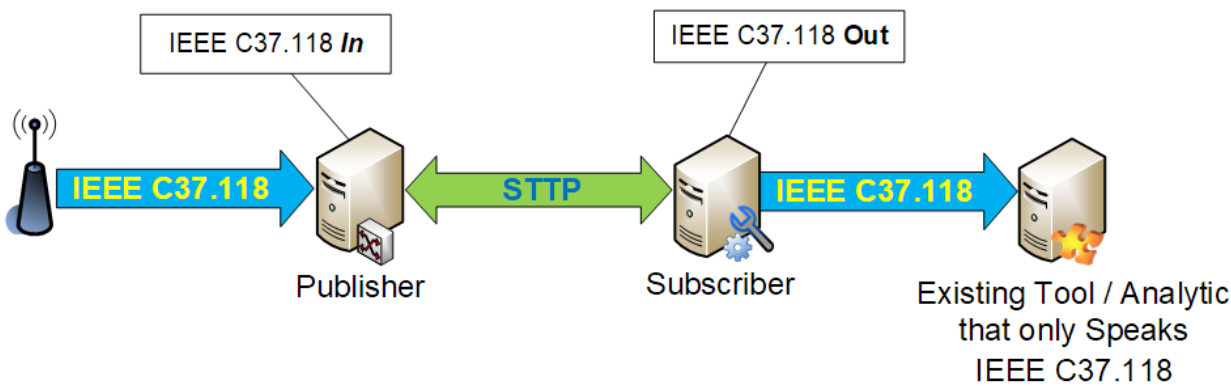 IEEE C37.118 In
IEEE C37.118 Out
IEEE C37.118
STTP
IEEE C37.118
Publisher
Subscriber
Existing Tool / Analytic
that only Speaks
IEEE C37.118